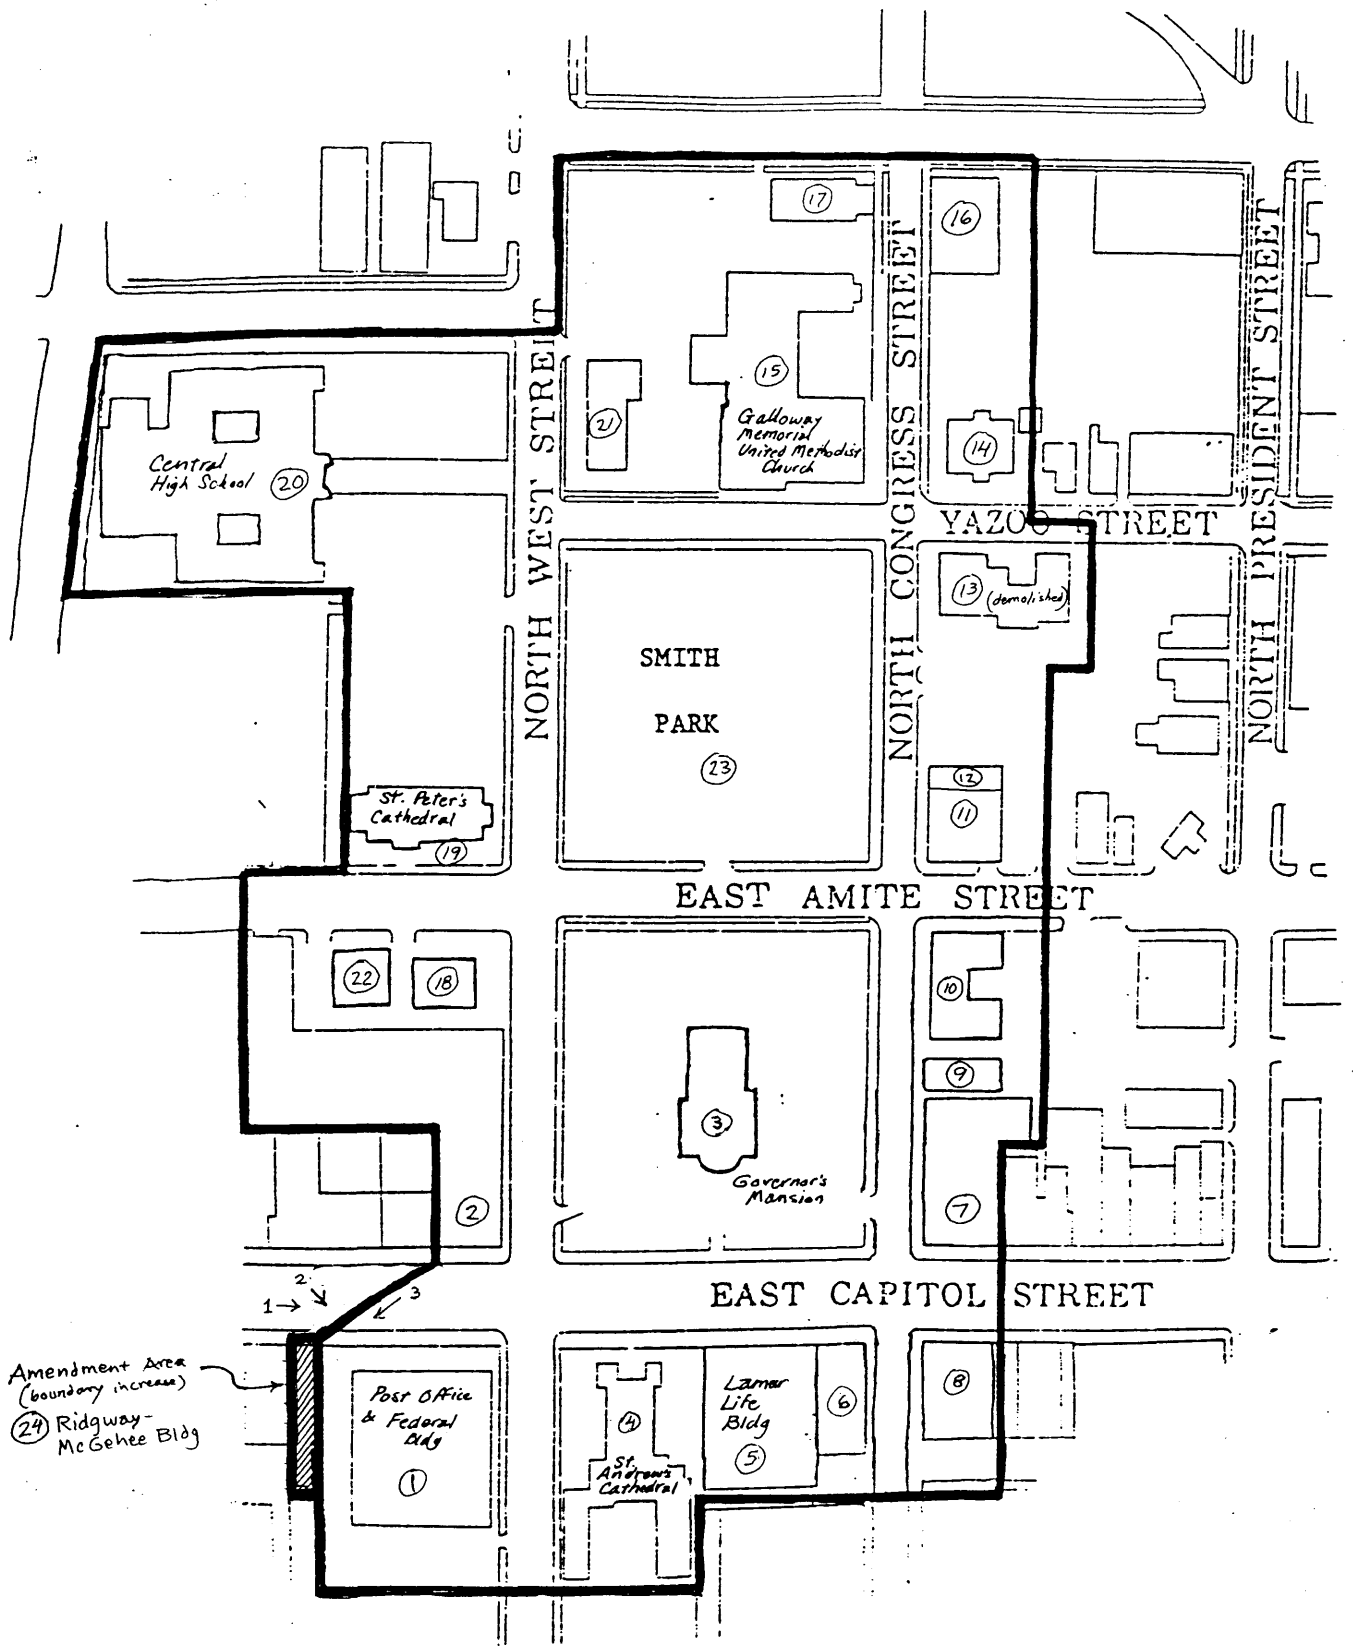 17
16
NORTH WEST STREET
NORTH CONGRESS STREET
NORTH PRESIDENT STREET
15
21
Galloway
Memorial
United Methodist
Church
14
Central
High School
20
YAZOO STREET
13
(demolished)
SMITH
PARK
23
12
11
St. Peter's
Cathedral
19
EAST AMITE STREET
22
18
10
9
3
Governor's
Mansion
2
7
EAST CAPITOL STREET
2
1
3
Amendment Area
(boundary increase)
24 Ridgway-
McGehee Bldg
Post Office
& Federal
Bldg
1
4
St.
Andrew's
Cathedral
Lamar
Life
Bldg
5
6
8